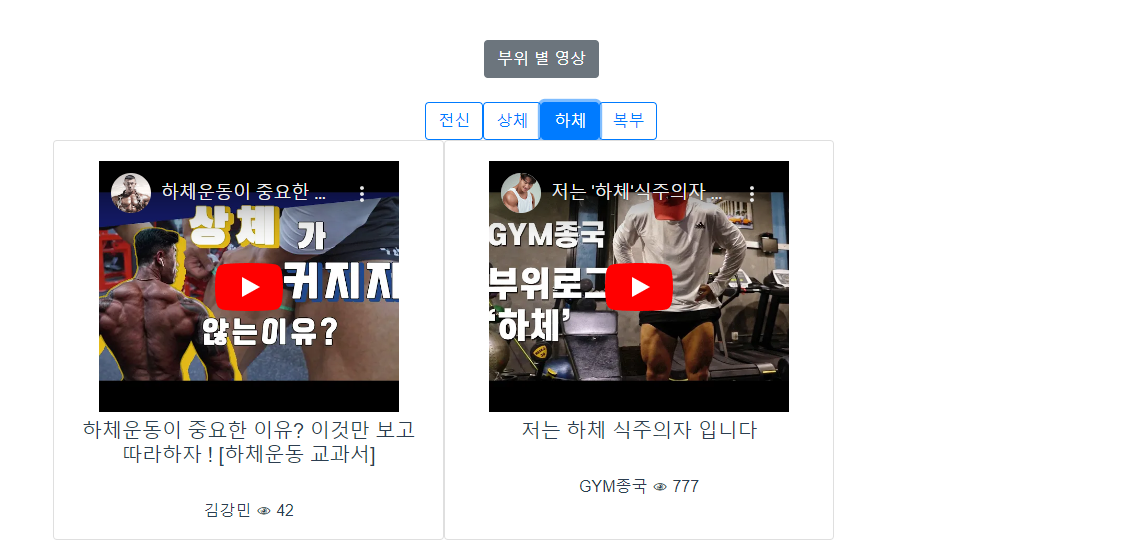 부위 별 영상
전신 상체 하체 복부
하체운동이 중요한 ...
상체가
커지지
않는이유?
하체운동이 중요한 이유? 이것만 보고
따라하자 ! [하체운동 교과서]
김강민 42
저는 '하체'식주의자 ...
GYM종국
부위로그
'하체'
저는 하체 식주의자 입니다
GYM종국 777